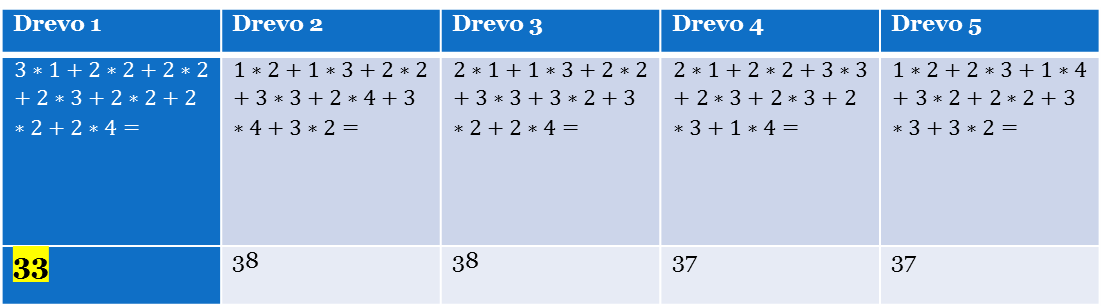 Drevo 1
Drevo 2
Drevo 3
Drevo 4
Drevo 5
3 ∗ 1 + 2 ∗ 2 + 2 ∗ 2
+ 2 ∗ 3 + 2 ∗ 2 + 2
∗ 2 + 2 ∗ 4 =
1 ∗ 2 + 1 ∗ 3 + 2 ∗ 2
+ 3 ∗ 3 + 2 ∗ 4 + 3
∗ 4 + 3 ∗ 2 =
2 ∗ 1 + 1 ∗ 3 + 2 ∗ 2
+ 3 ∗ 3 + 3 ∗ 2 + 3
∗ 2 + 2 ∗ 4 =
2 ∗ 1 + 2 ∗ 2 + 3 ∗ 3
+ 2 ∗ 3 + 2 ∗ 3 + 2
∗ 3 + 1 ∗ 4 =
1 ∗ 2 + 2 ∗ 3 + 1 ∗ 4
+ 3 ∗ 2 + 2 ∗ 2 + 3
∗ 3 + 3 ∗ 2 =
33
38
38
37
37